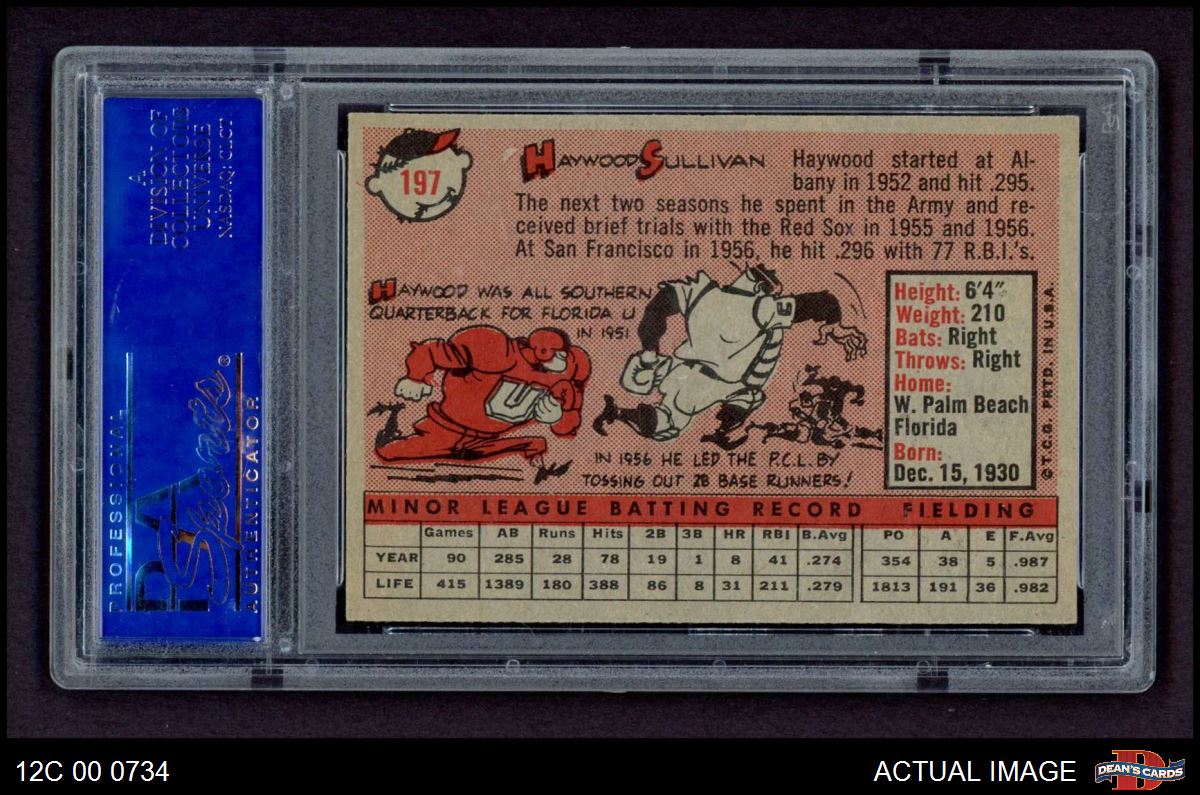 A
DIVISION OF
COLLECTORS
UNIVERSE
NASDAQ: CLCT
PROFESSIONAL
PSA
Sports®
AUTHENTICATOR
197
HAYWOOD SULLIVAN
Haywood started at Al-
bany in 1952 and hit .295.
The next two seasons he spent in the Army and re-
ceived brief trials with the Red Sox in 1955 and 1956.
At San Francisco in 1956, he hit .296 with 77 R.B.I.'s.
HAYWOOD WAS ALL SOUTHERN
QUARTERBACK FOR FLORIDA U
IN 1951
U
E
IN 1956 HE LED THE P.C.L. BY
TOSSING OUT 28 BASE RUNNERS!
Height: 6'4"
Weight: 210
Bats: Right
Throws: Right
Home:
W. Palm Beach
Florida
Born:
Dec. 15, 1930
© T.C.G. PRTD. IN U.S.A.
MINOR LEAGUE BATTING RECORD FIELDING
Games AB Runs Hits 2B 3B HR RBI B.Avg PO A E F.Avg
YEAR 90 285 28 78 19 1 8 41 .274 354 38 5 .987
LIFE 415 1389 180 388 86 8 31 211 .279 1813 191 36 .982
12C 00 0734
ACTUAL IMAGE
D
DEAN'S CARDS